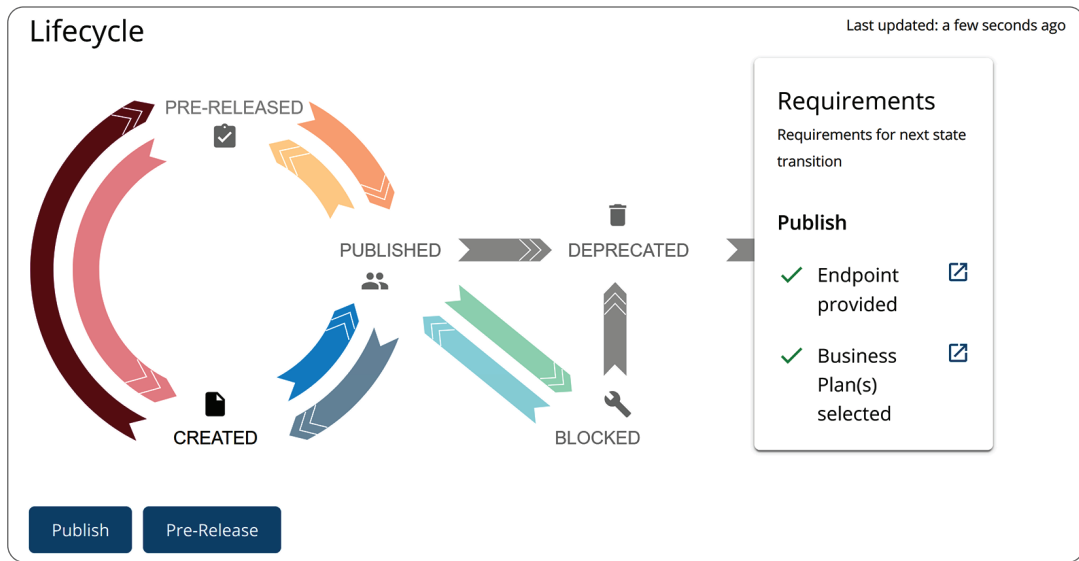 Lifecycle
Last updated: a few seconds ago
PRE-RELEASED
PUBLISHED
DEPRECATED
CREATED
BLOCKED
Requirements
Requirements for next state
transition
Publish
Endpoint
provided
Business
Plan(s)
selected
Publish
Pre-Release